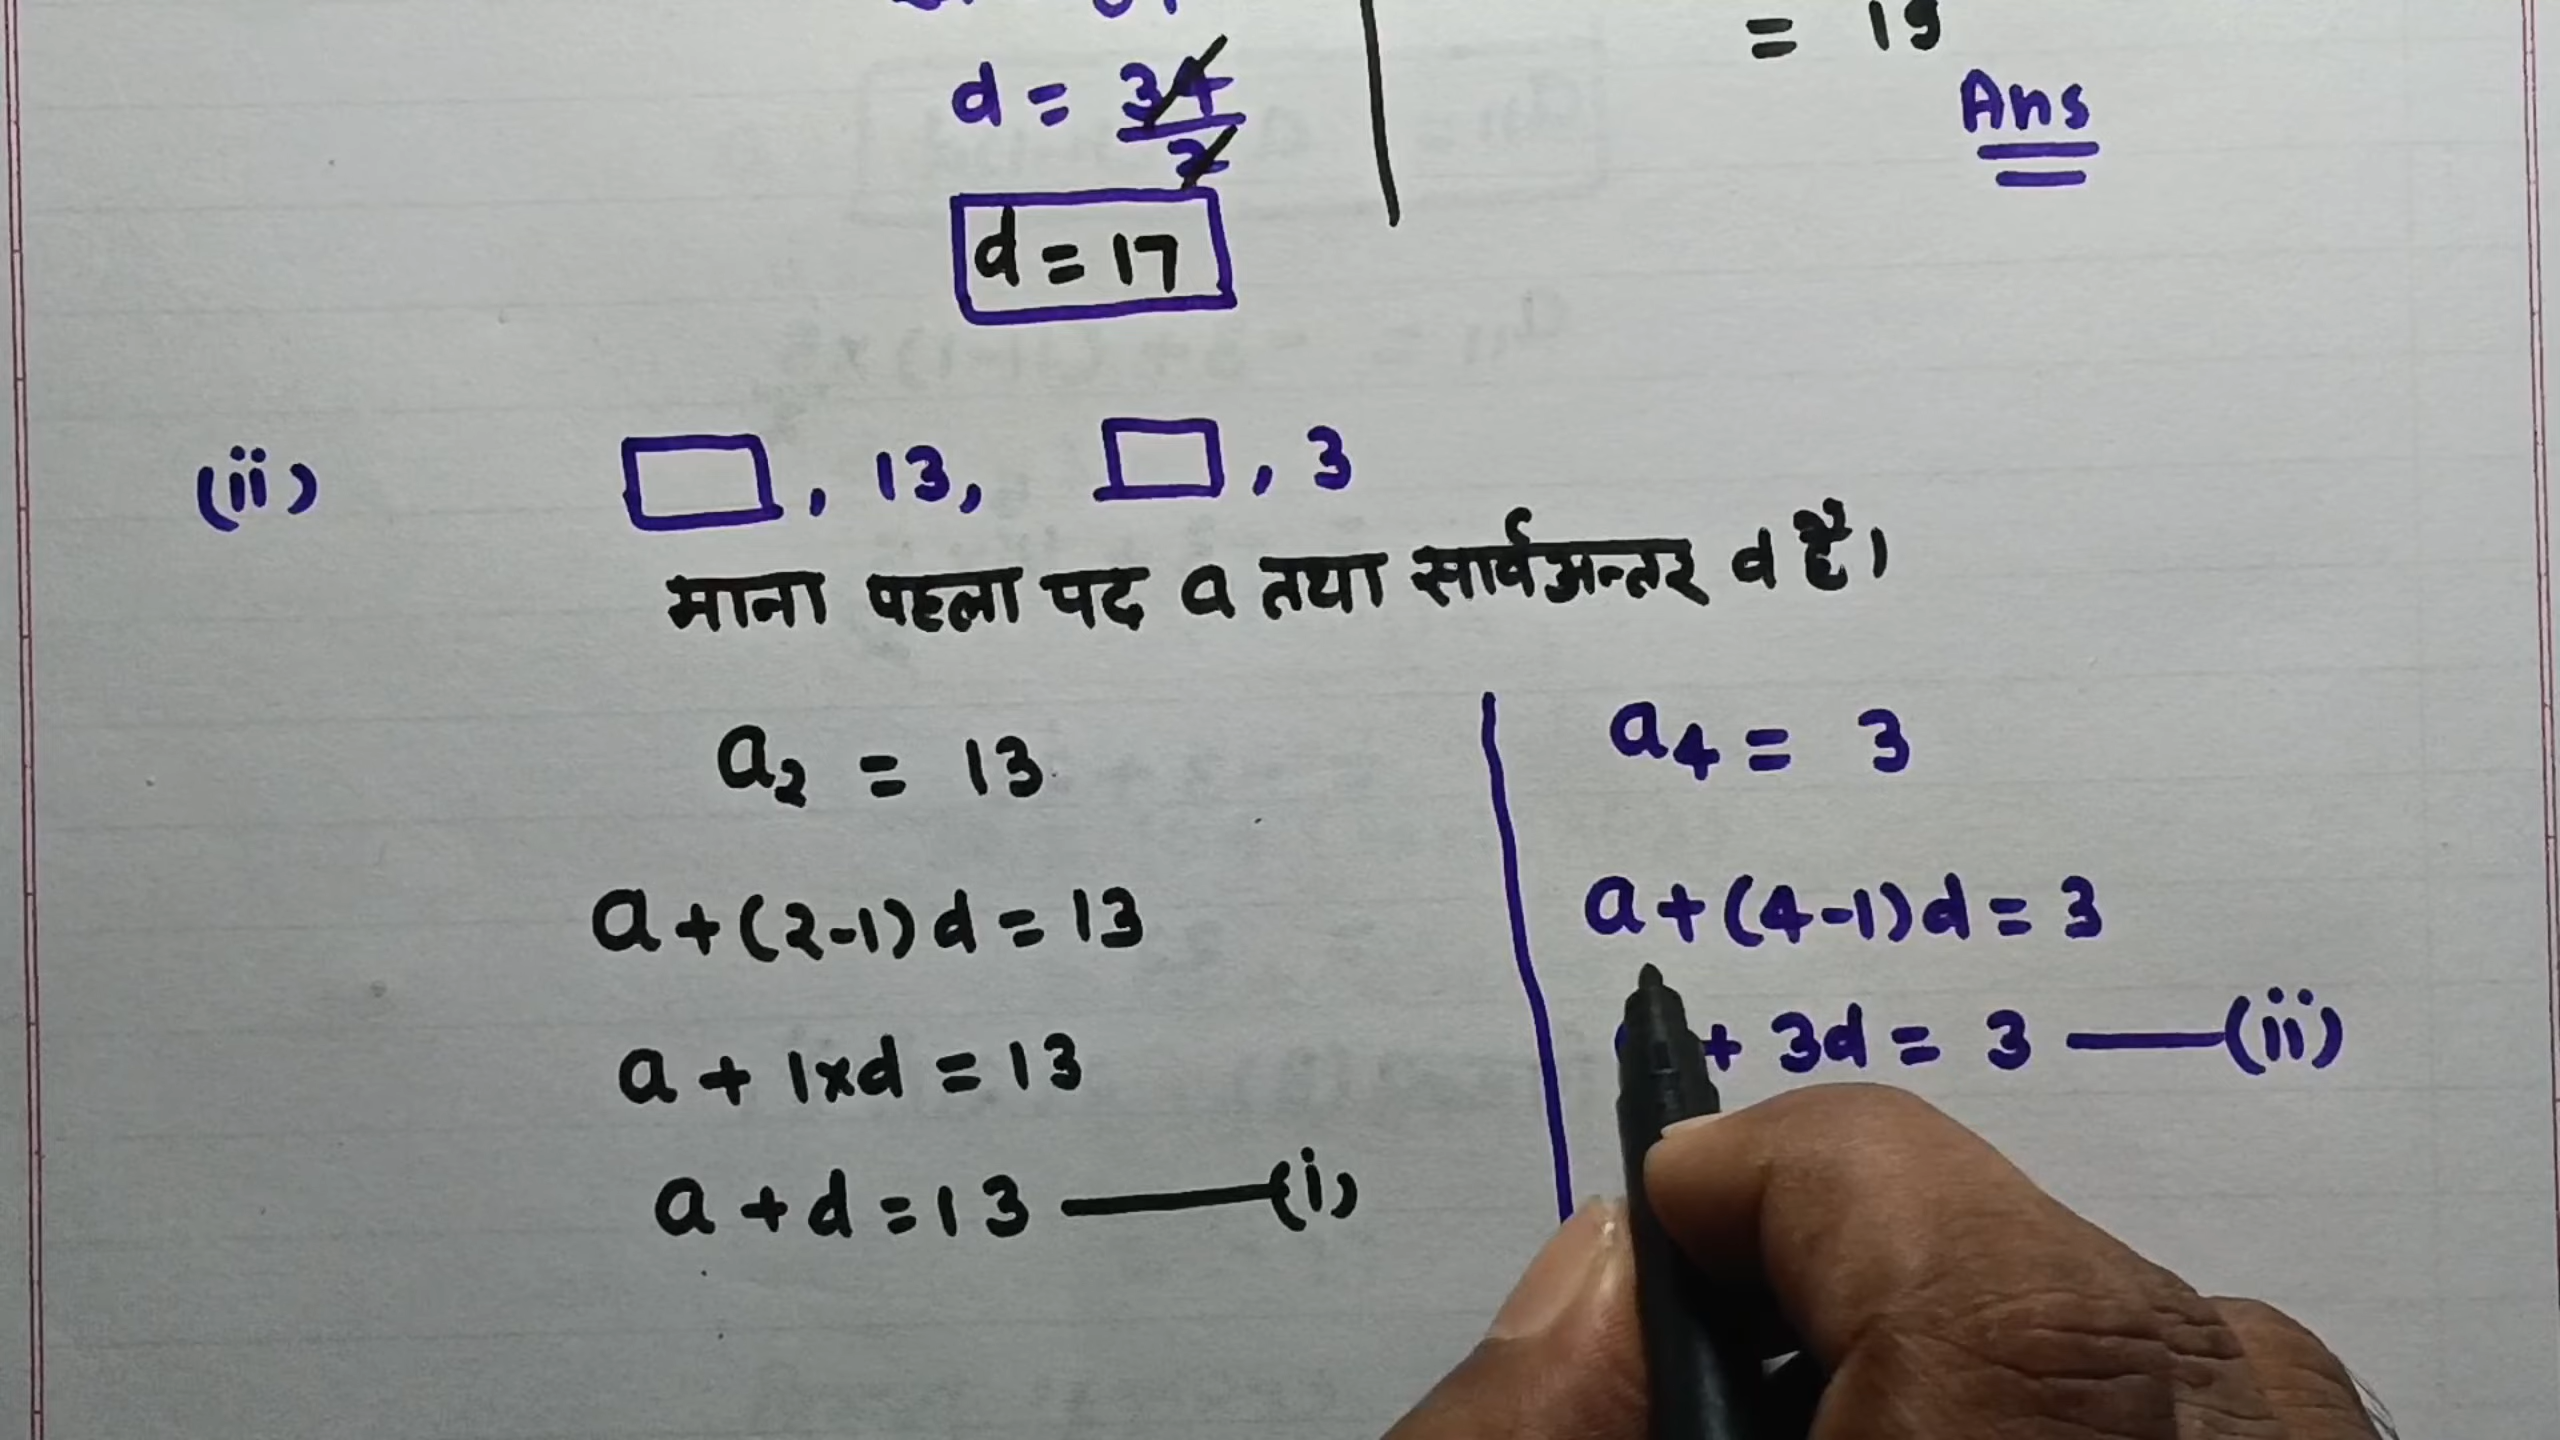 d = 34/2
d = 17
= 19
Ans
(ii) □, 13, □, 3
माना पहला पद a तथा सार्वअन्तर d है।
a₂ = 13
a+(2-1)d=13
a + 1×d = 13
a + d = 13 —(i)
a₄ = 3
a+(4-1)d=3
+ 3d = 3 —(ii)